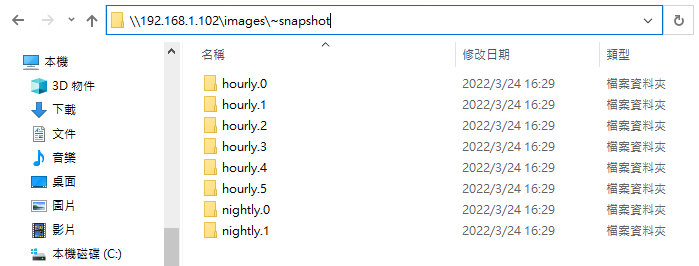 \\192.168.1.102\images\~snapshot
本機
3D 物件
下載
文件
音樂
桌面
圖片
影片
本機磁碟 (C:)
名稱 修改日期 類型
hourly.0 2022/3/24 16:29 檔案資料夾
hourly.1 2022/3/24 16:29 檔案資料夾
hourly.2 2022/3/24 16:29 檔案資料夾
hourly.3 2022/3/24 16:29 檔案資料夾
hourly.4 2022/3/24 16:29 檔案資料夾
hourly.5 2022/3/24 16:29 檔案資料夾
nightly.0 2022/3/24 16:29 檔案資料夾
nightly.1 2022/3/24 16:29 檔案資料夾